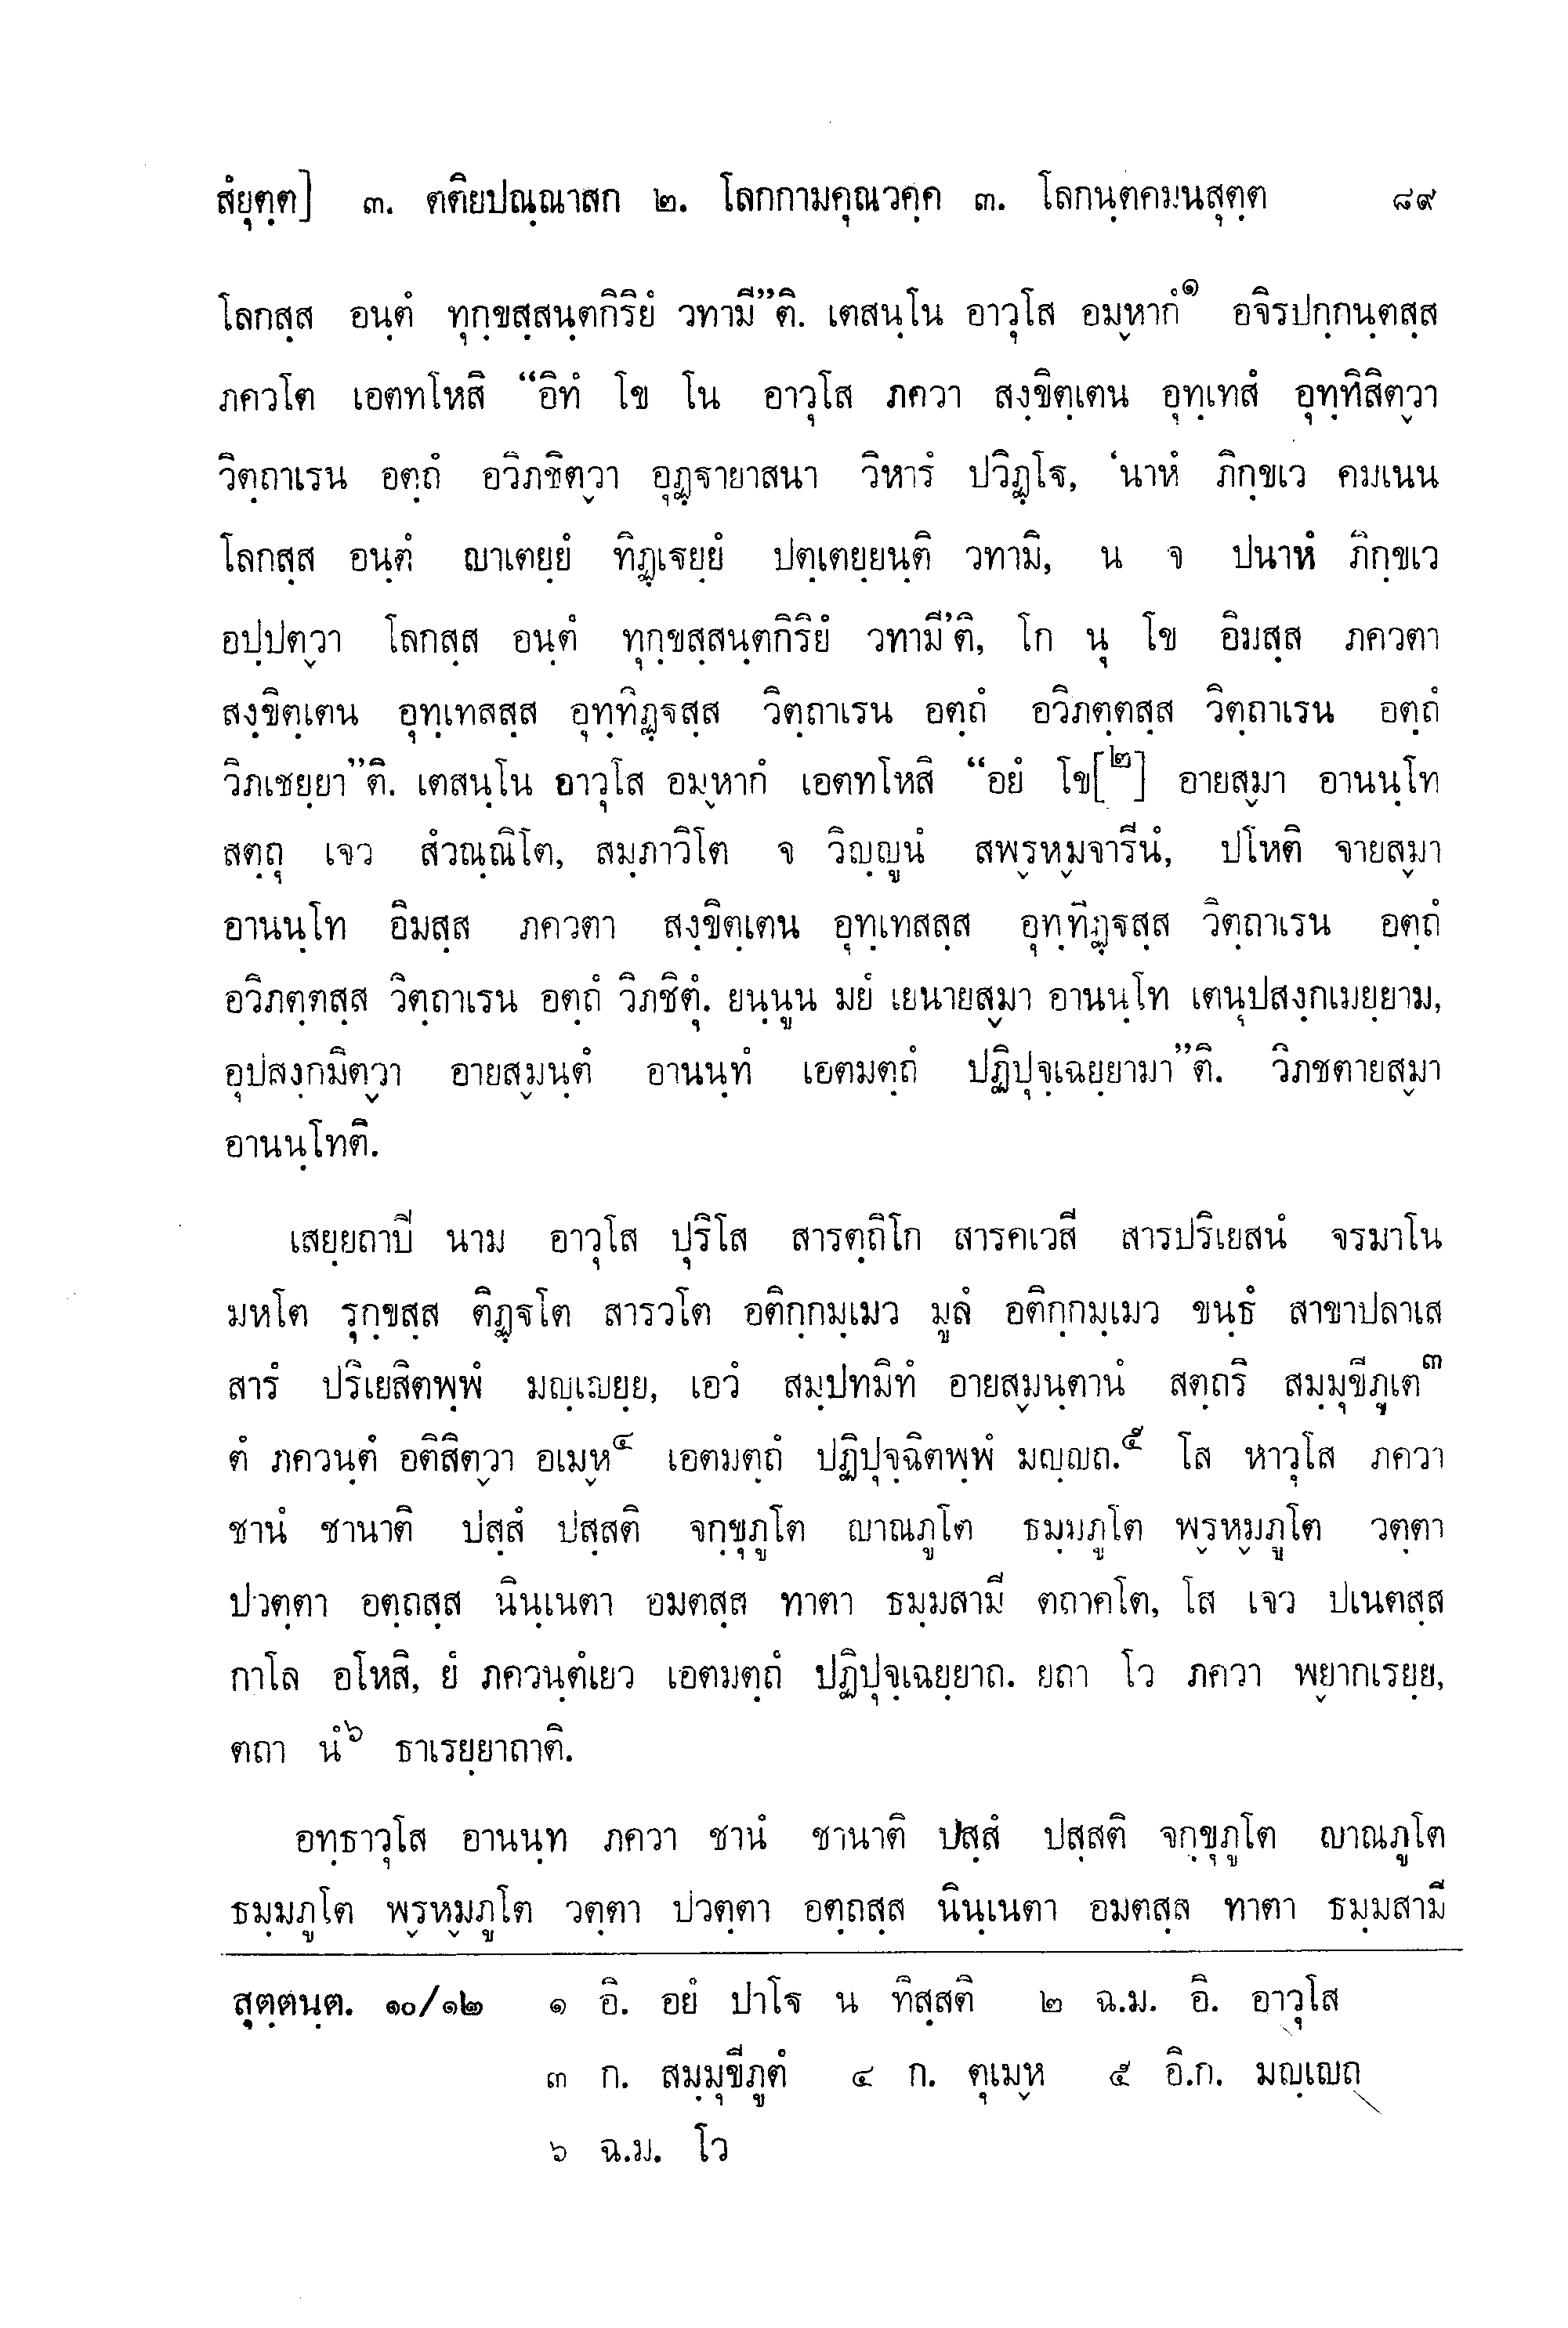 สํยุตฺต] ๓. ตติยปณฺณาสก ๒. โลกกามคุณวคฺค ๓. โลกนฺตคมนสุตฺต ๘๙
โลกสฺส อนฺตํ ทุกฺขสฺสนฺตกิริยํ วทามี”ติ. เตสนฺโน อาวุโส อมฺหากํ๑ อจิรปกฺกนฺตสฺส
ภควโต เอตทโหสิ “อิทํ โข โน อาวุโส ภควา สงฺขิตฺเตน อุทฺเทสํ อุทฺทิสิตฺวา
วิตฺถาเรน อตฺถํ อวิภชิตฺวา อุฏฺฐายาสนา วิหารํ ปวิฏฺโฐ, ‘นาหํ ภิกฺขเว คมเนน
โลกสฺส อนฺตํ ญาเตยฺยํ ทิฏฺเฐยฺยํ ปตฺเตยฺยนฺติ วทามิ, น จ ปนาหํ ภิกฺขเว
อปฺปตฺวา โลกสฺส อนฺตํ ทุกฺขสฺสนฺตกิริยํ วทามี’ติ, โก นุ โข อิมสฺส ภควตา
สงฺขิตฺเตน อุทฺเทสสฺส อุทฺทิฏฺฐสฺส วิตฺถาเรน อตฺถํ อวิภตฺตสฺส วิตฺถาเรน อตฺถํ
วิภเชยฺยา”ติ. เตสนฺโน อาวุโส อมฺหากํ เอตทโหสิ “อยํ โข[๒] อายสฺมา อานนฺโท
สตฺถุ เจว สํวณฺณิโต, สมฺภาวิโต จ วิญฺญูนํ สพฺรหฺมจารีนํ, ปโหติ จายสฺมา
อานนฺโท อิมสฺส ภควตา สงฺขิตฺเตน อุทฺเทสสฺส อุทฺทิฏฺฐสฺส วิตฺถาเรน อตฺถํ
อวิภตฺตสฺส วิตฺถาเรน อตฺถํ วิภชิตุํ. ยนฺนูน มยํ เยนายสฺมา อานนฺโท เตนุปสงฺกเมยฺยาม,
อุปสงฺกมิตฺวา อายสฺมนฺตํ อานนฺทํ เอตมตฺถํ ปฏิปุจฺเฉยฺยามา”ติ. วิภชตายสฺมา
อานนฺโทติ.
เสยฺยถาปี นาม อาวุโส ปุริโส สารตฺถิโก สารคเวสี สารปริเยสนํ จรมาโน
มหโต รุกฺขสฺส ติฏฺฐโต สารวโต อติกฺกมฺเมว มูลํ อติกฺกมฺเมว ขนฺธํ สาขาปลาเส
สารํ ปริเยสิตพฺพํ มญฺเญยฺย, เอวํ สมฺปทมิทํ อายสฺมนฺตานํ สตฺถริ สมฺมุขีภูเต๓
ตํ ภควนฺตํ อติสิตฺวา อเมฺห๔ เอตมตฺถํ ปฏิปุจฺฉิตพฺพํ มญฺญถ.๕ โส หาวุโส ภควา
ชานํ ชานาติ ปสฺสํ ปสฺสติ จกฺขุภูโต ญาณภูโต ธมฺมภูโต พฺรหฺมภูโต วตฺตา
ปวตฺตา อตฺถสฺส นินฺเนตา อมตสฺส ทาตา ธมฺมสามี ตถาคโต, โส เจว ปเนตสฺส
กาโล อโหสิ, ยํ ภควนฺตํเยว เอตมตฺถํ ปฏิปุจฺเฉยฺยาถ. ยถา โว ภควา พฺยากเรยฺย,
ตถา นํ๖ ธาเรยฺยาถาติ.
อทฺธาวุโส อานนฺท ภควา ชานํ ชานาติ ปสฺสํ ปสฺสติ จกฺขุภูโต ญาณภูโต
ธมฺมภูโต พฺรหฺมภูโต วตฺตา ปวตฺตา อตฺถสฺส นินฺเนตา อมตสฺส ทาตา ธมฺมสามี
สุตฺตนฺต. ๑๐/๑๒ ๑ อิ. อยํ ปาโฐ น ทิสฺสติ ๒ ฉ.ม. อิ. อาวุโส
๓ ก. สมฺมุขีภูตํ ๔ ก. ตุเมฺห ๕ อิ.ก. มญฺเญถ
๖ ฉ.ม. โว